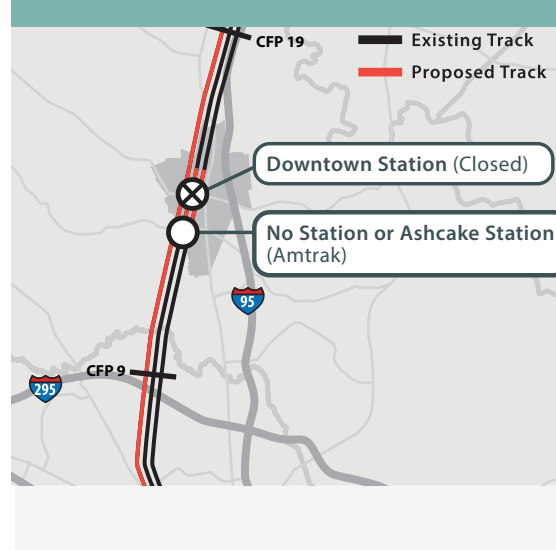 CFP 19
Existing Track
Proposed Track
Downtown Station (Closed)
No Station or Ashcake Station
(Amtrak)
95
CFP 9
295